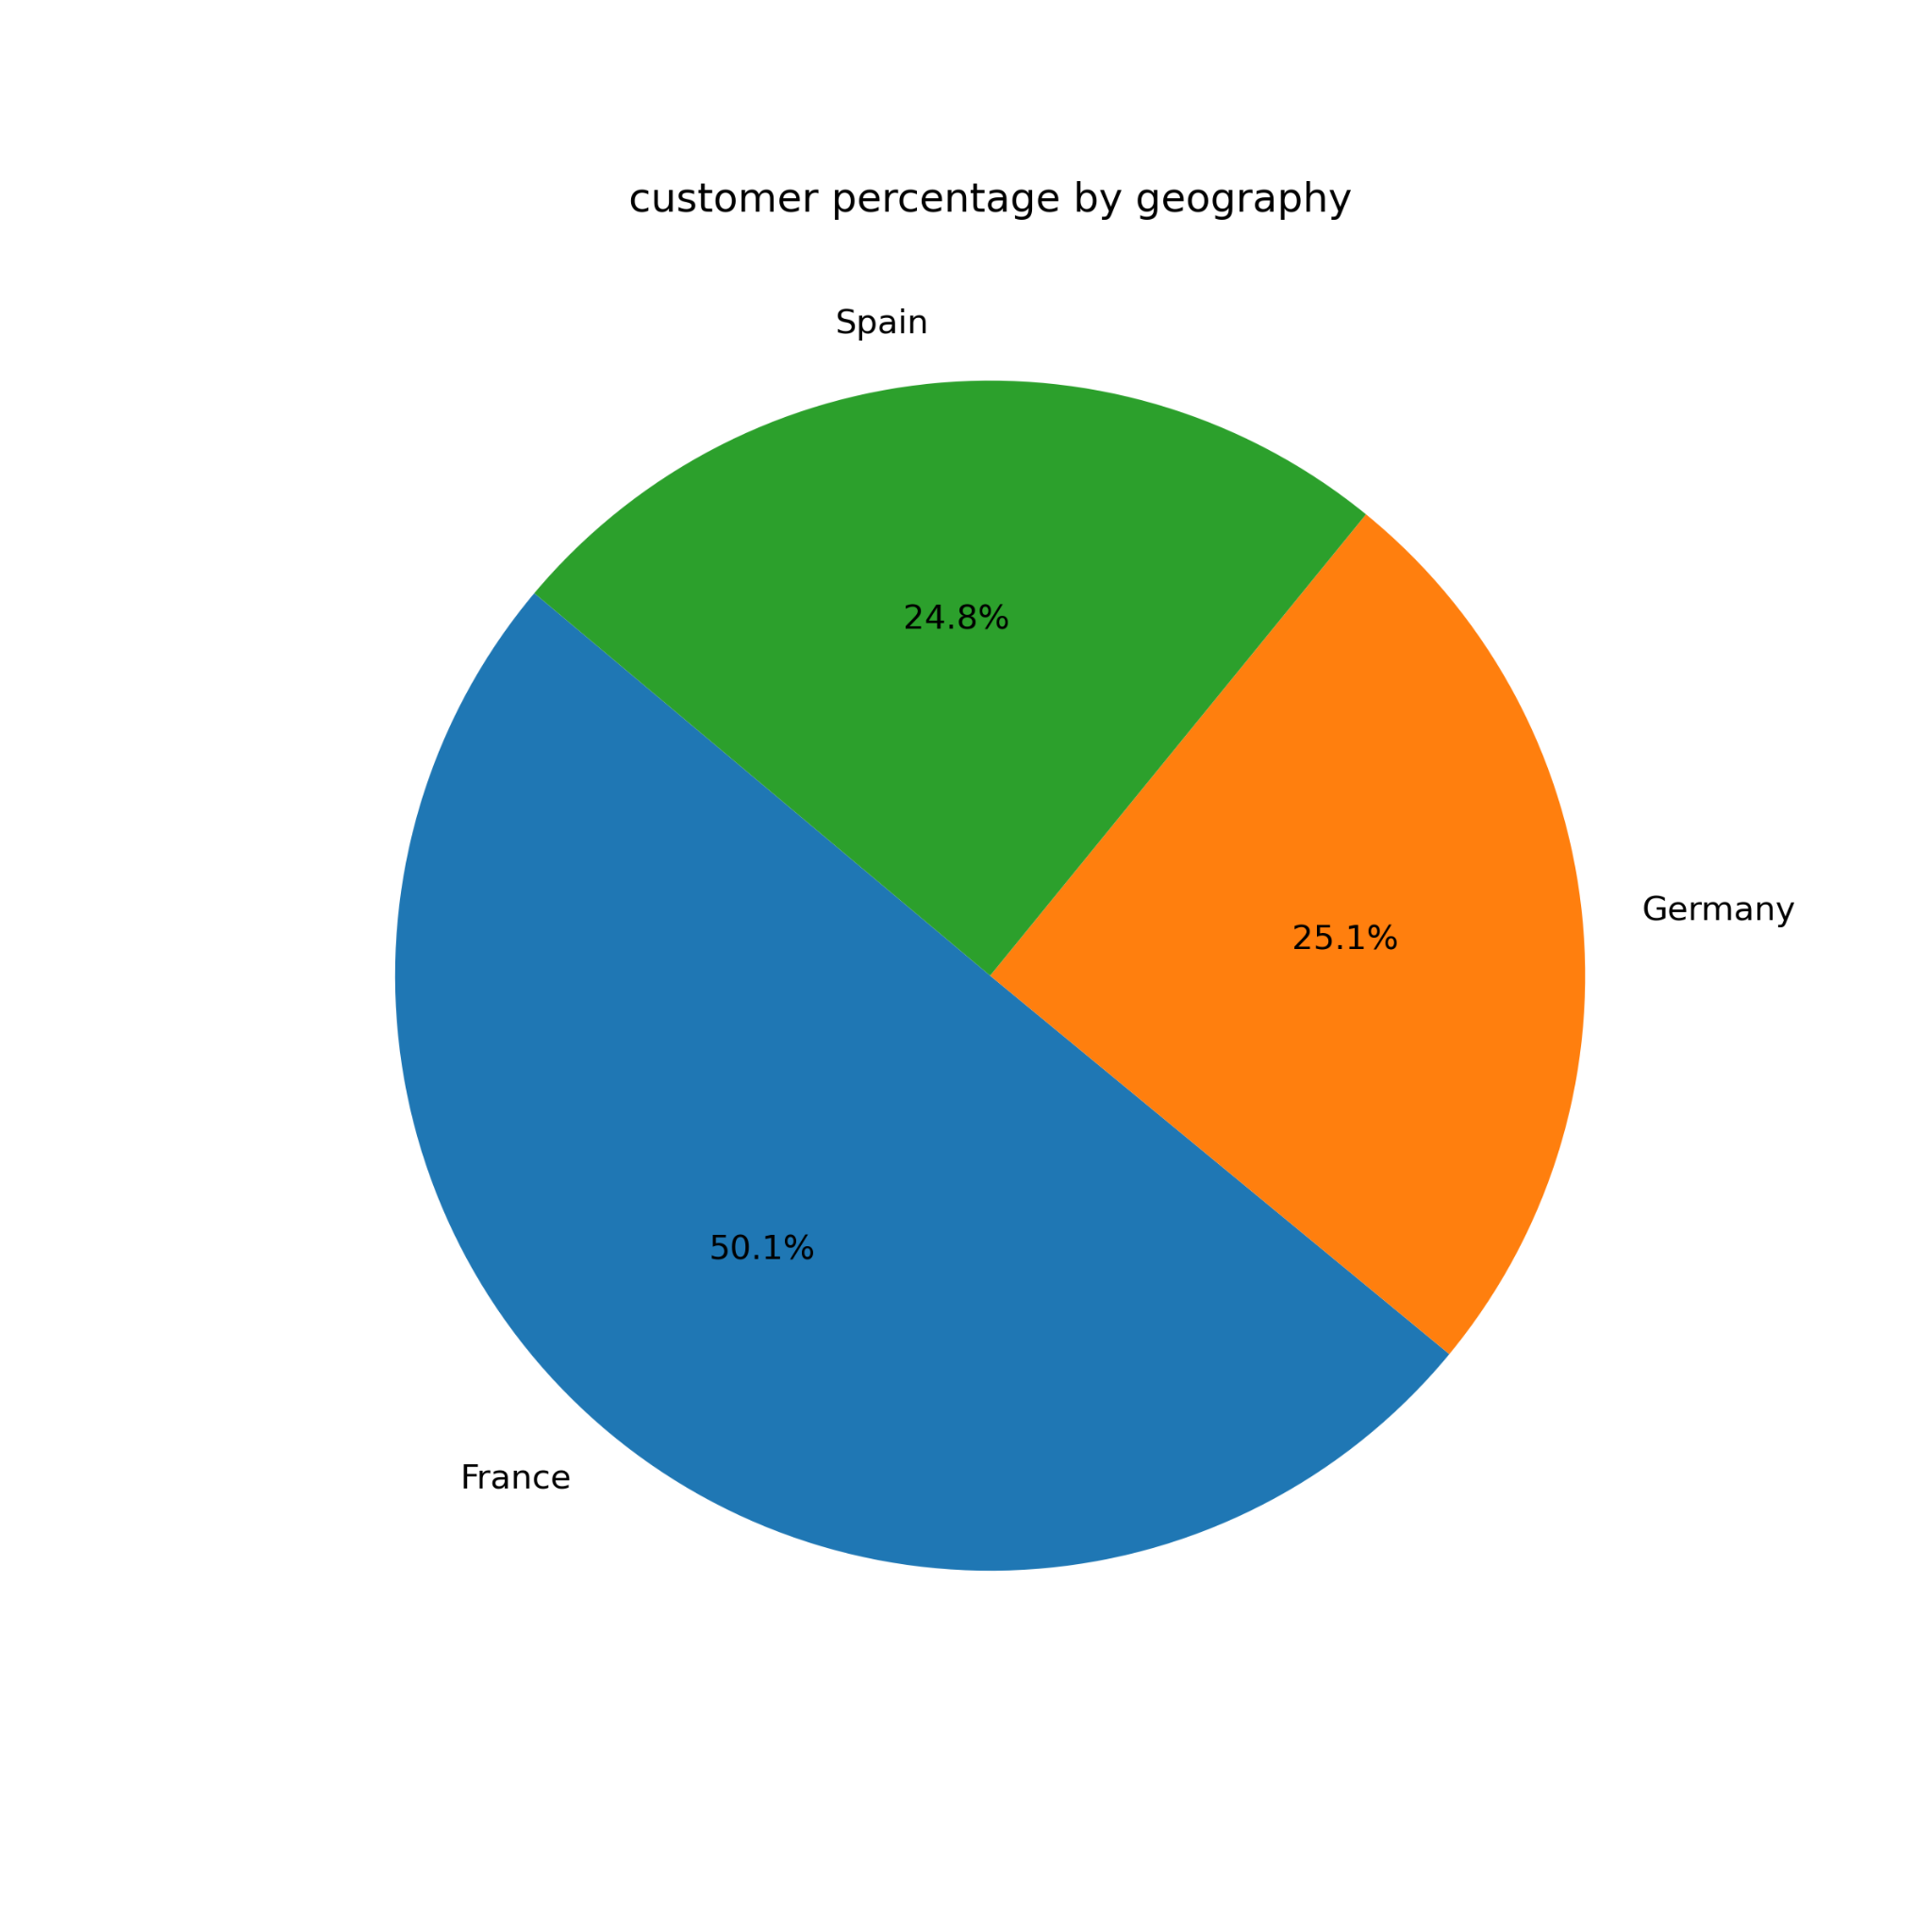 customer percentage by geography
Spain
24.8%
Germany
25.1%
50.1%
France